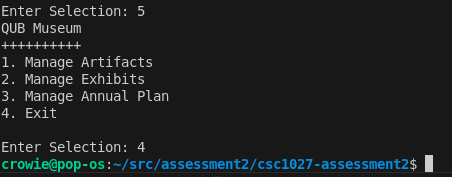 Enter Selection: 5
QUB Museum
++++++++++
1. Manage Artifacts
2. Manage Exhibits
3. Manage Annual Plan
4. Exit
Enter Selection: 4
crowie@pop-os:~/src/assessment2/csc1027-assessment2$